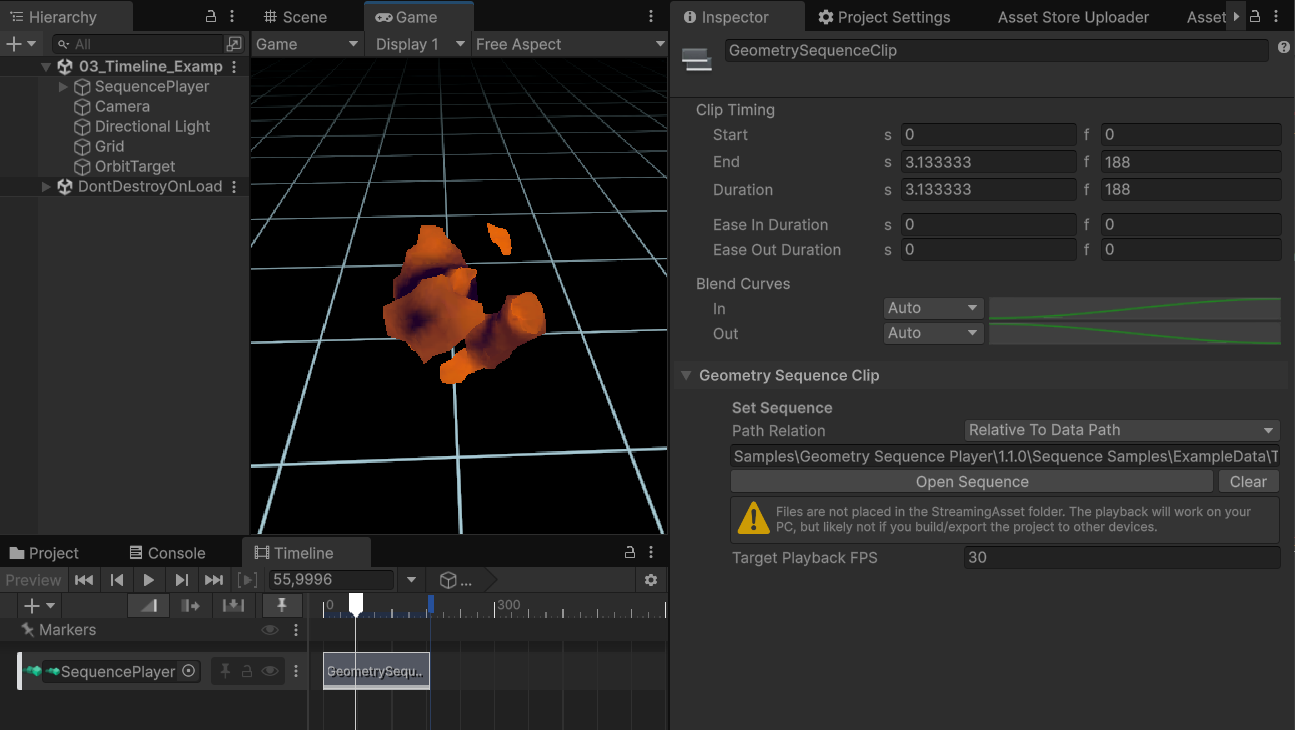 Hierarchy
All
03_Timeline_Examp
SequencePlayer
Camera
Directional Light
Grid
OrbitTarget
DontDestroyOnLoad
Scene
Game
Game
Display 1
Free Aspect
Inspector
Project Settings
Asset Store Uploader
Asset
GeometrySequenceClip
Clip Timing
Start s 0 f 0
End s 3.133333 f 188
Duration s 3.133333 f 188
Ease In Duration s 0 f 0
Ease Out Duration s 0 f 0
Blend Curves
In Auto
Out Auto
Geometry Sequence Clip
Set Sequence
Path Relation Relative To Data Path
Samples\Geometry Sequence Player\1.1.0\Sequence Samples\ExampleData\T
Open Sequence Clear
Files are not placed in the StreamingAsset folder. The playback will work on your
PC, but likely not if you build/export the project to other devices.
Target Playback FPS 30
Project
Console
Timeline
Preview
55,9996
...
0 300
Markers
SequencePlayer
GeometrySequ..